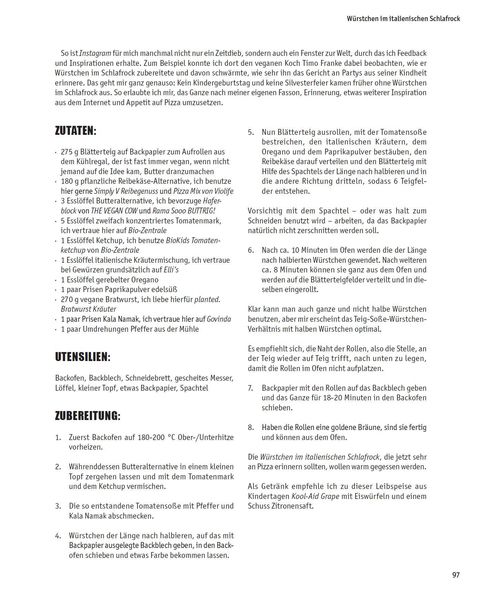 Würstchen im italienischen Schlafrock
So ist Instagram für mich manchmal nicht nur ein Zeitdieb, sondern auch ein Fenster zur Welt, durch das ich Feedback
und Inspirationen erhalte. Zum Beispiel konnte ich dort den veganen Koch Timo Franke dabei beobachten, wie er
Würstchen im Schlafrock zubereitete und davon schwärmte, wie sehr ihn das Gericht an Partys aus seiner Kindheit
erinnere. Das geht mir ganz genauso: Kein Kindergeburtstag und keine Silvesterfeier kamen früher ohne Würstchen
im Schlafrock aus. So erlaubte ich mir, das Ganze nach meiner eigenen Fasson, Erinnerung, etwas weiterer Inspiration
aus dem Internet und Appetit auf Pizza umzusetzen.
ZUTATEN:
· 275 g Blätterteig auf Backpapier zum Aufrollen aus
dem Kühlregal, der ist fast immer vegan, wenn nicht
jemand auf die Idee kam, Butter dranzumachen
· 180 g pflanzliche Reibekäse-Alternative, ich benutze
hier gerne Simply V Reibegenuss und Pizza Mix von Violife
· 3 Esslöffel Butteralternative, ich bevorzuge Hafer-
block von THE VEGAN COW und Rama Sooo BUTTRIG!
· 5 Esslöffel zweifach konzentriertes Tomatenmark,
ich vertraue hier auf Bio-Zentrale
· 1 Esslöffel Ketchup, ich benutze BioKids Tomaten-
ketchup von Bio-Zentrale
· 1 Esslöffel italienische Kräutermischung, ich vertraue
bei Gewürzen grundsätzlich auf Elli's
· 1 Esslöffel gerebelter Oregano
· 1 paar Prisen Paprikapulver edelsüß
· 270 g vegane Bratwurst, ich liebe hierfür planted.
Bratwurst Kräuter
· 1 paar Prisen Kala Namak, ich vertraue hier auf Govinda
· 1 paar Umdrehungen Pfeffer aus der Mühle
UTENSILIEN:
Backofen, Backblech, Schneidebrett, gescheites Messer,
Löffel, kleiner Topf, etwas Backpapier, Spachtel
ZUBEREITUNG:
1. Zuerst Backofen auf 180-200 °C Ober-/Unterhitze
vorheizen.
2. Währenddessen Butteralternative in einem kleinen
Topf zergehen lassen und mit dem Tomatenmark
und dem Ketchup vermischen.
3. Die so entstandene Tomatensoße mit Pfeffer und
Kala Namak abschmecken.
4. Würstchen der Länge nach halbieren, auf das mit
Backpapier ausgelegte Backblech geben, in den Back-
ofen schieben und etwas Farbe bekommen lassen.
5. Nun Blätterteig ausrollen, mit der Tomatensoße
bestreichen, den italienischen Kräutern, dem
Oregano und dem Paprikapulver bestäuben, den
Reibekäse darauf verteilen und den Blätterteig mit
Hilfe des Spachtels der Länge nach halbieren und in
die andere Richtung dritteln, sodass 6 Teigfel-
der entstehen.
Vorsichtig mit dem Spachtel – oder was halt zum
Schneiden benutzt wird – arbeiten, da das Backpapier
natürlich nicht zerschnitten werden soll.
6. Nach ca. 10 Minuten im Ofen werden die der Länge
nach halbierten Würstchen gewendet. Nach weiteren
ca. 8 Minuten können sie ganz aus dem Ofen und
werden auf die Blätterteigfelder verteilt und in die-
selben eingerollt.
Klar kann man auch ganze und nicht halbe Würstchen
benutzen, aber mir erscheint das Teig-Soße-Würstchen-
Verhältnis mit halben Würstchen optimal.
Es empfiehlt sich, die Naht der Rollen, also die Stelle, an
der Teig wieder auf Teig trifft, nach unten zu legen,
damit die Rollen im Ofen nicht aufplatzen.
7. Backpapier mit den Rollen auf das Backblech geben
und das Ganze für 18-20 Minuten in den Backofen
schieben.
8. Haben die Rollen eine goldene Bräune, sind sie fertig
und können aus dem Ofen.
Die Würstchen im italienischen Schlafrock, die jetzt sehr
an Pizza erinnern sollten, wollen warm gegessen werden.
Als Getränk empfehle ich zu dieser Leibspeise aus
Kindertagen Kool-Aid Grape mit Eiswürfeln und einem
Schuss Zitronensaft.
97